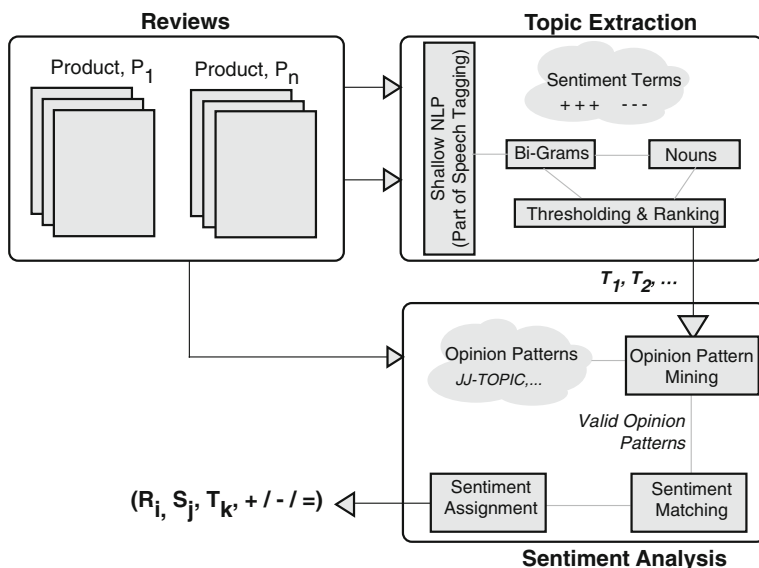 Reviews
Product, P1
Product, Pn
Topic Extraction
Shallow NLP
(Part of Speech Tagging)
Sentiment Terms
+ + + - - -
Bi-Grams
Nouns
Thresholding & Ranking
T1, T2, ...
Opinion Patterns
JJ-TOPIC,...
Opinion Pattern
Mining
Valid Opinion
Patterns
Sentiment
Matching
Sentiment
Assignment
(Ri, Sj, Tk, + / - / =)
Sentiment Analysis